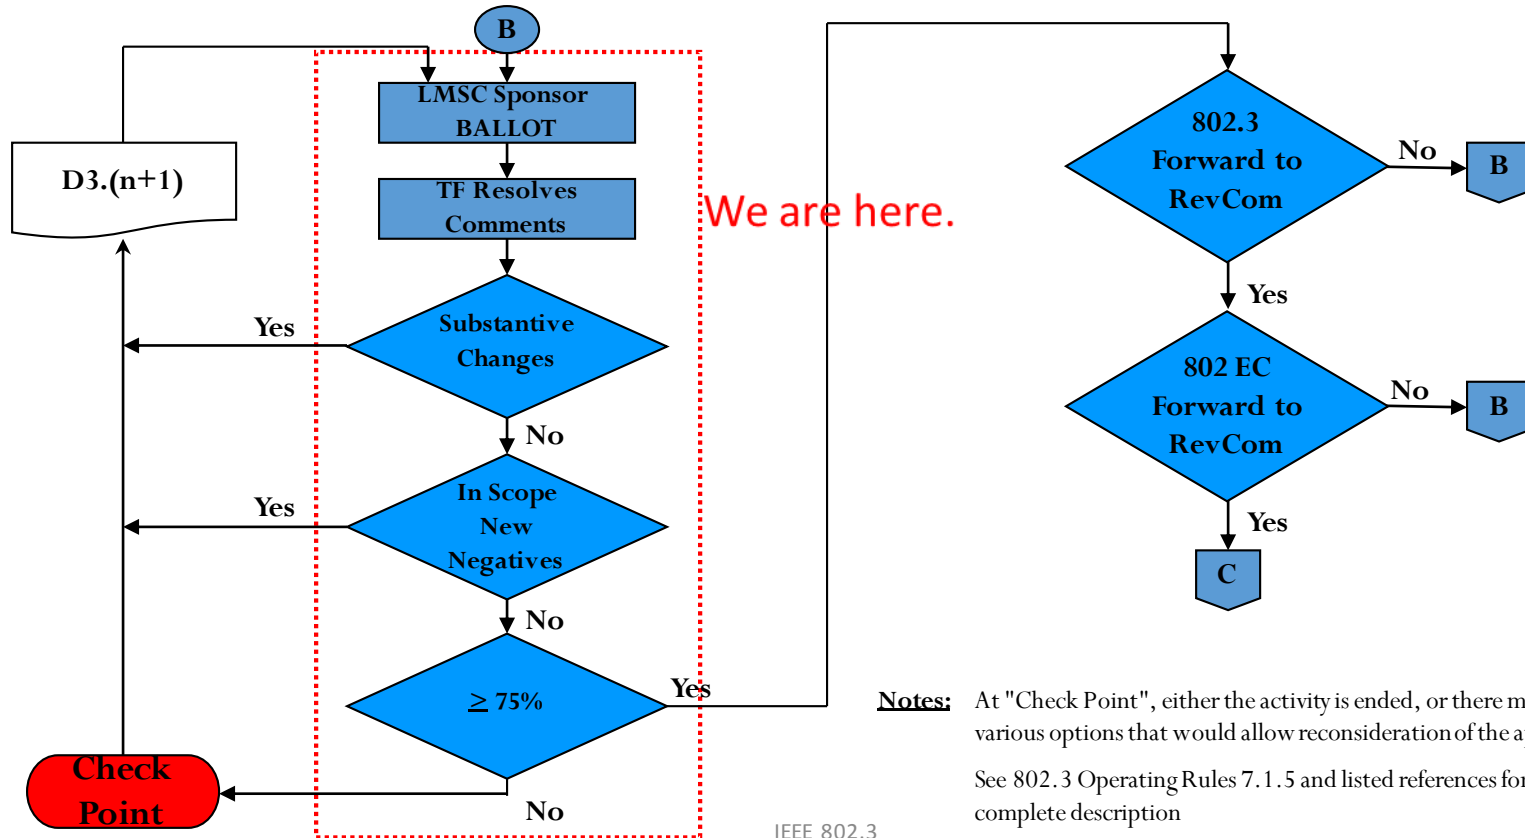 B
LMSC Sponsor
BALLOT
D3.(n+1)
TF Resolves
Comments
We are here.
Substantive
Changes
Yes
No
In Scope
New
Negatives
Yes
No
≥ 75%
Yes
No
Check
Point
802.3
Forward to
RevCom
No
B
Yes
802 EC
Forward to
RevCom
No
B
Yes
C
Notes: At "Check Point", either the activity is ended, or there m
various options that would allow reconsideration of the a
See 802.3 Operating Rules 7.1.5 and listed references for
complete description
IEEE 802.3